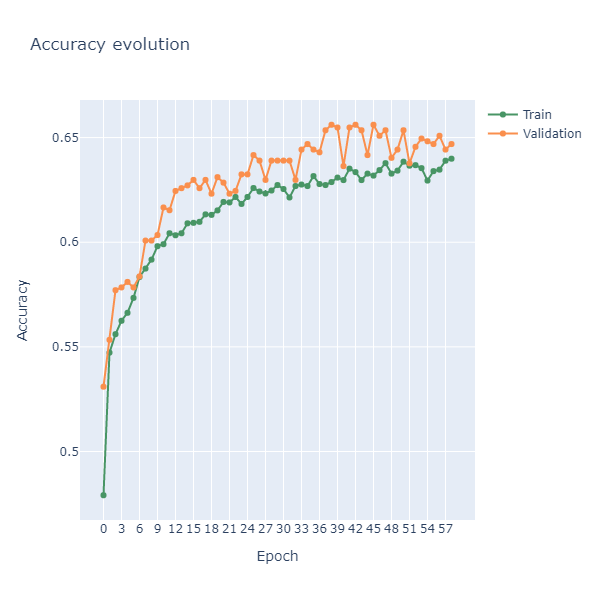 Accuracy evolution
Train
Validation
0.65
0.6
0.55
0.5
Accuracy
0 3 6 9 12 15 18 21 24 27 30 33 36 39 42 45 48 51 54 57
Epoch